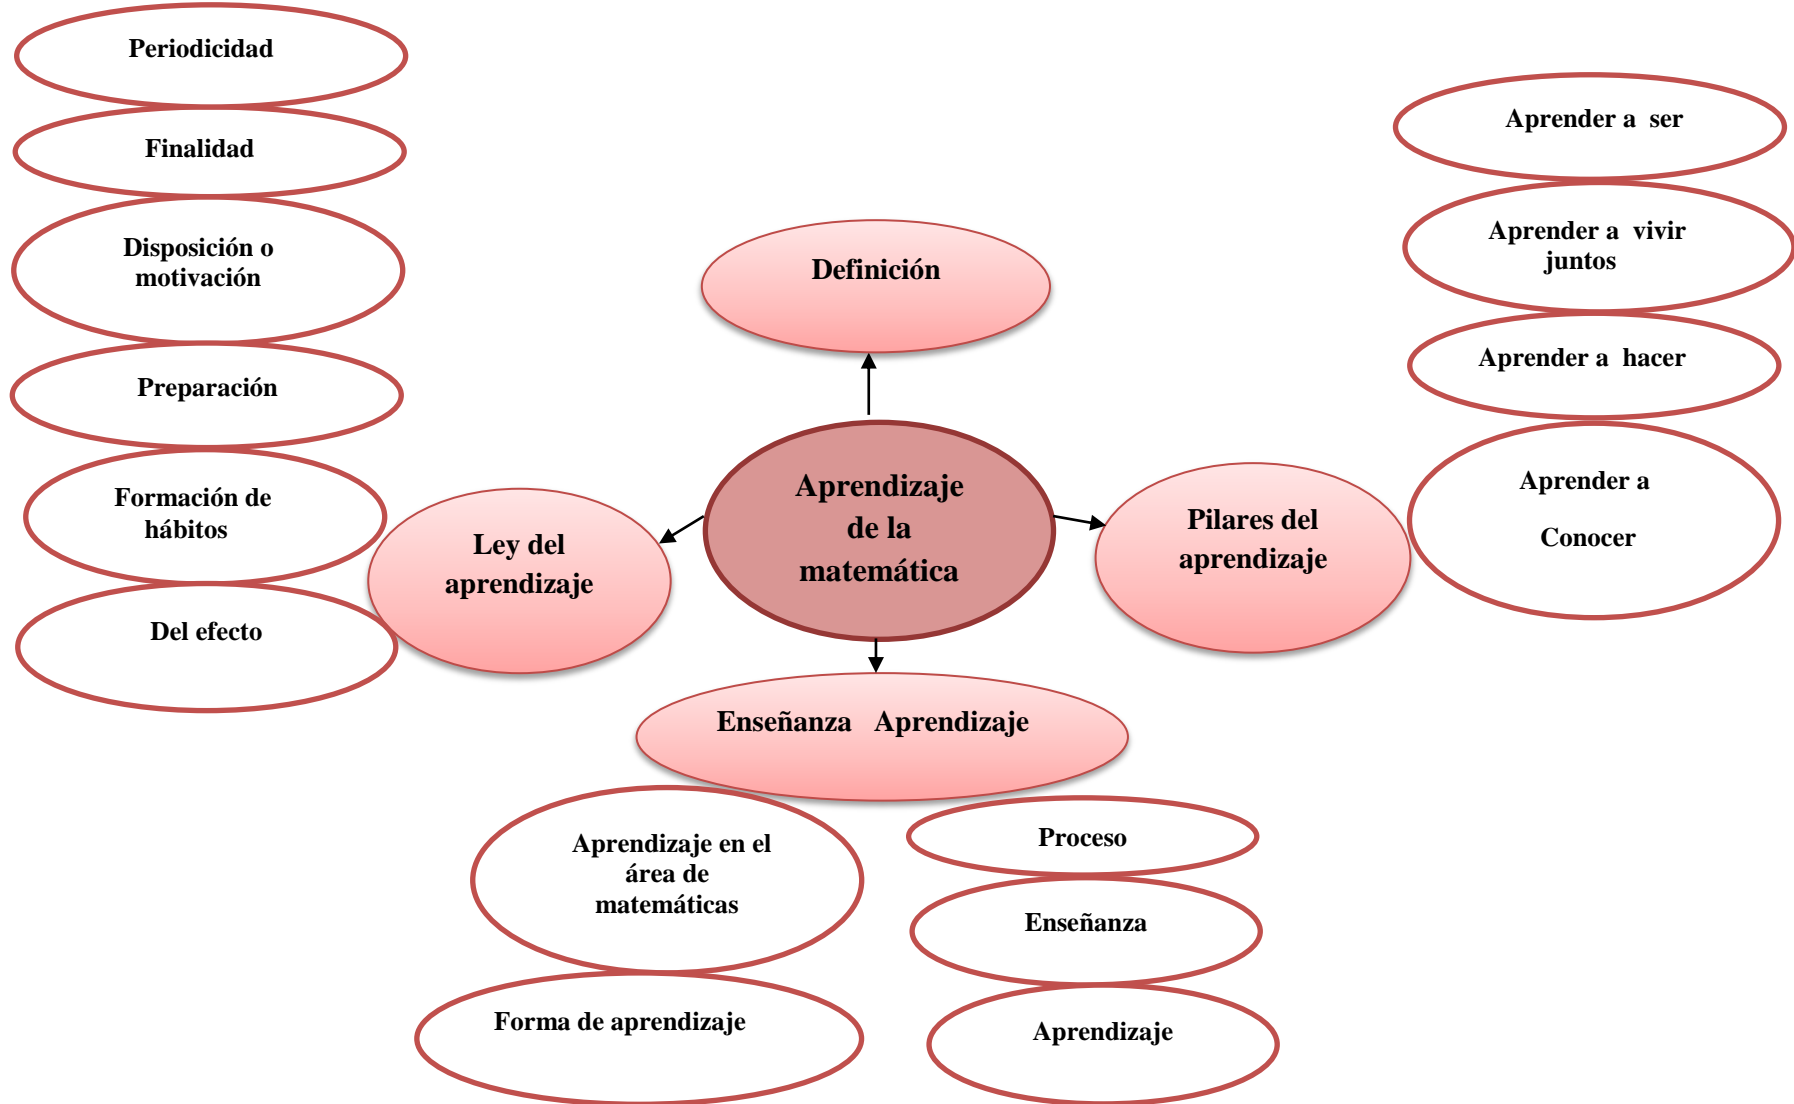 Periodicidad
Finalidad
Disposición o
motivación
Preparación
Formación de
hábitos
Del efecto
Ley del
aprendizaje
Definición
Aprendizaje
de la
matemática
Pilares del
aprendizaje
Aprender a ser
Aprender a vivir
juntos
Aprender a hacer
Aprender a
Conocer
Enseñanza Aprendizaje
Aprendizaje en el
área de
matemáticas
Forma de aprendizaje
Proceso
Enseñanza
Aprendizaje